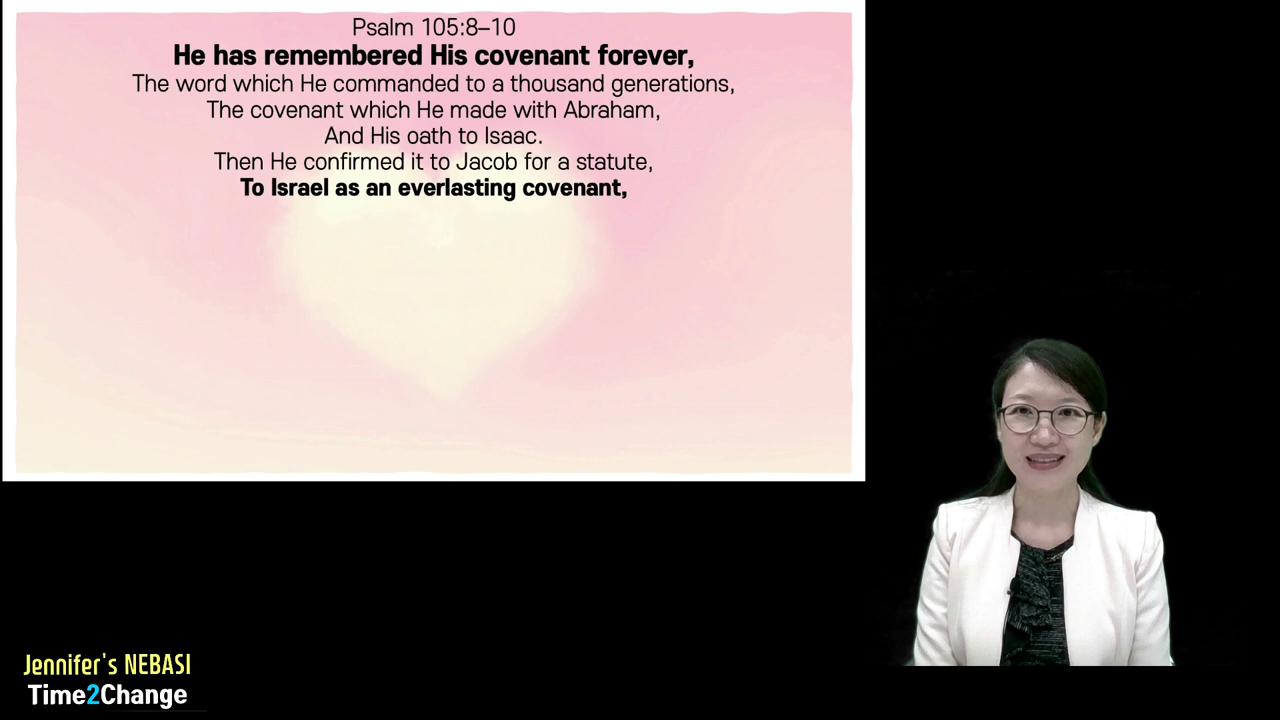 Psalm 105:8–10
He has remembered His covenant forever,
The word which He commanded to a thousand generations,
The covenant which He made with Abraham,
And His oath to Isaac.
Then He confirmed it to Jacob for a statute,
To Israel as an everlasting covenant,
Jennifer's NEBASI
Time2Change